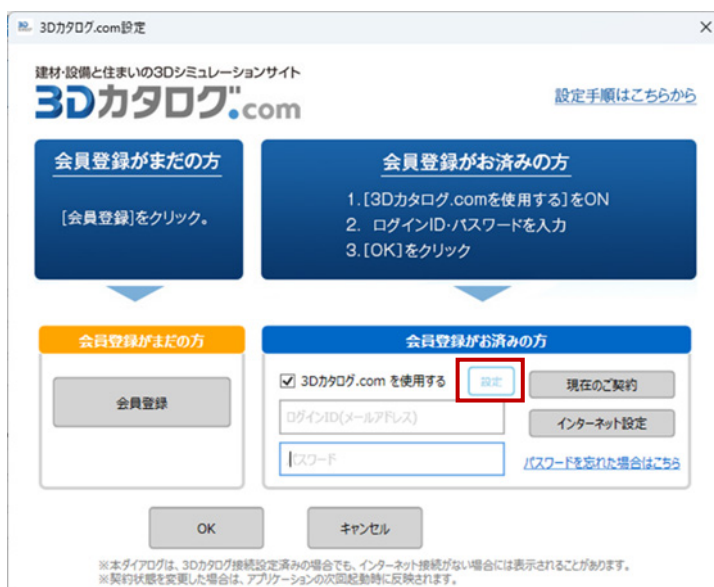 3Dカタログ.com設定
建材・設備と住まいの3Dシミュレーションサイト
3Dカタログ.com
設定手順はこちらから
会員登録がまだの方
[会員登録]をクリック。
会員登録がお済みの方
1.[3Dカタログ.comを使用する]をON
2. ログインID・パスワードを入力
3.[OK]をクリック
会員登録がまだの方
会員登録
会員登録がお済みの方
3Dカタログ.com を使用する
設定
現在のご契約
ログインID(メールアドレス)
インターネット設定
パスワード
パスワードを忘れた場合はこちら
OK
キャンセル
※本ダイアログは、3Dカタログ接続設定済みの場合でも、インターネット接続がない場合には表示されることがあります。
※契約状態を変更した場合は、アプリケーションの次回起動時に反映されます。